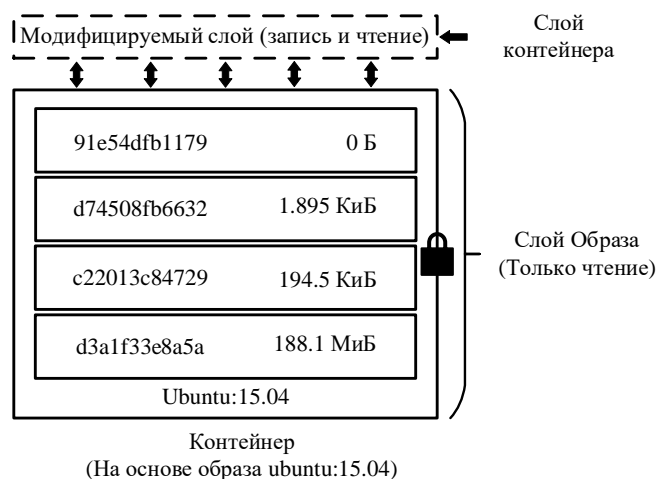 Модифицируемый слой (запись и чтение)
Слой
контейнера
91e54dfb1179 0 Б
d74508fb6632 1.895 КиБ
c22013c84729 194.5 КиБ
d3a1f33e8a5a 188.1 МиБ
Ubuntu:15.04
Слой Образа
(Только чтение)
Контейнер
(На основе образа ubuntu:15.04)